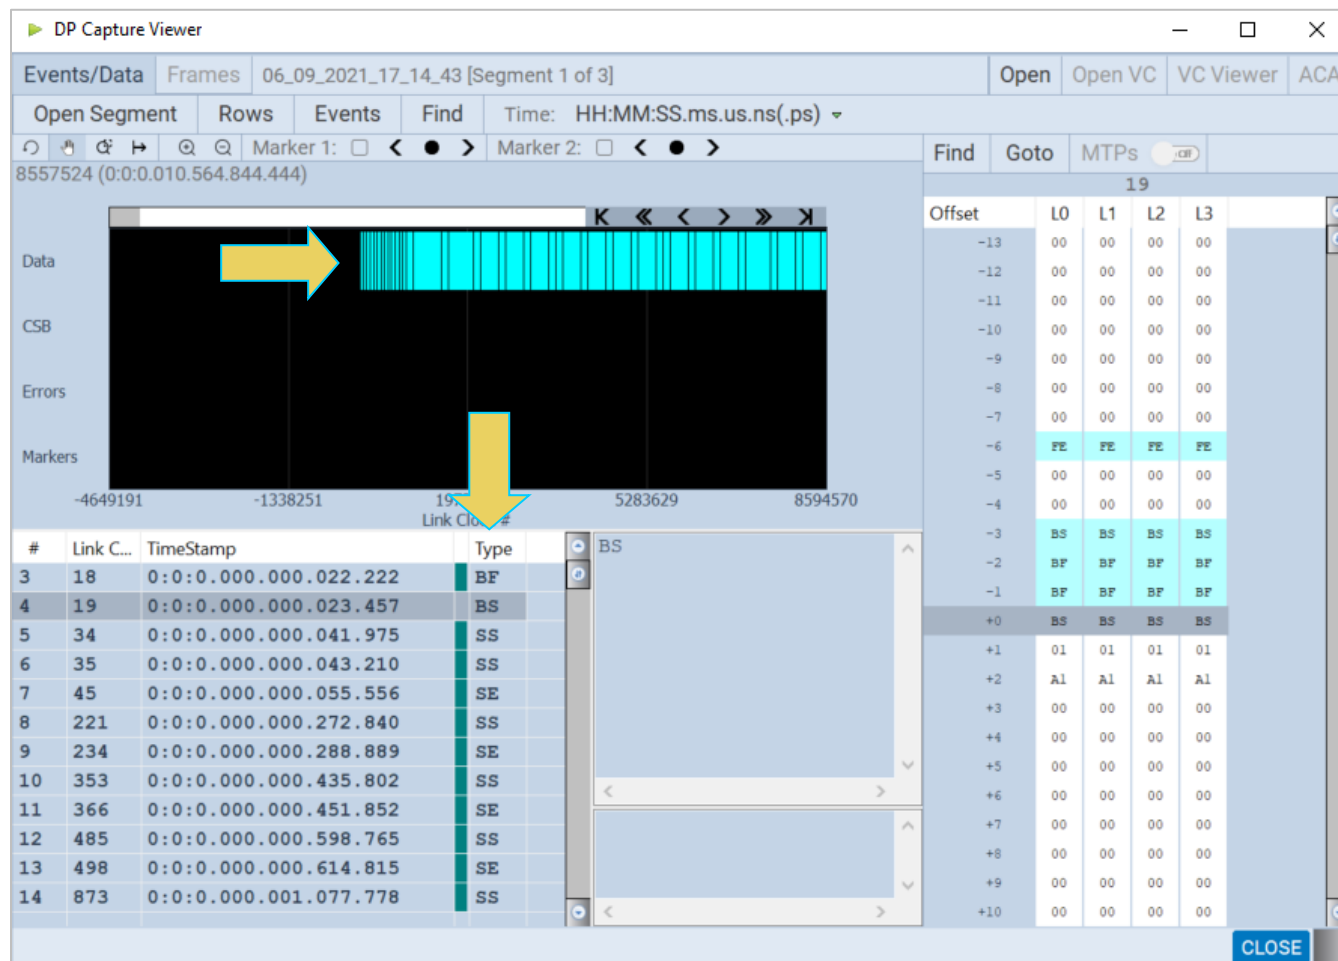 DP Capture Viewer
Events/Data Frames 06_09_2021_17_14_43 [Segment 1 of 3] Open Open VC VC Viewer ACA
Open Segment Rows Events Find Time: HH:MM:SS.ms.us.ns(.ps)
Marker 1: Marker 2:
Find Goto MTPs Off
8557524 (0:0:0.010.564.844.444)
19
Data
CSB
Errors
Markers
-4649191 -1338251 5283629 8594570
Link Clo #
# Link C... TimeStamp Type
3 18 0:0:0.000.000.022.222 BF
4 19 0:0:0.000.000.023.457 BS
5 34 0:0:0.000.000.041.975 SS
6 35 0:0:0.000.000.043.210 SS
7 45 0:0:0.000.000.055.556 SE
8 221 0:0:0.000.000.272.840 SS
9 234 0:0:0.000.000.288.889 SE
10 353 0:0:0.000.000.435.802 SS
11 366 0:0:0.000.000.451.852 SE
12 485 0:0:0.000.000.598.765 SS
13 498 0:0:0.000.000.614.815 SE
14 873 0:0:0.000.001.077.778 SS
BS
Offset L0 L1 L2 L3
-13 00 00 00 00
-12 00 00 00 00
-11 00 00 00 00
-10 00 00 00 00
-9 00 00 00 00
-8 00 00 00 00
-7 00 00 00 00
-6 FE FE FE FE
-5 00 00 00 00
-4 00 00 00 00
-3 BS BS BS BS
-2 BF BF BF BF
-1 BF BF BF BF
+0 BS BS BS BS
+1 01 01 01 01
+2 A1 A1 A1 A1
+3 00 00 00 00
+4 00 00 00 00
+5 00 00 00 00
+6 00 00 00 00
+7 00 00 00 00
+8 00 00 00 00
+9 00 00 00 00
+10 00 00 00 00
CLOSE